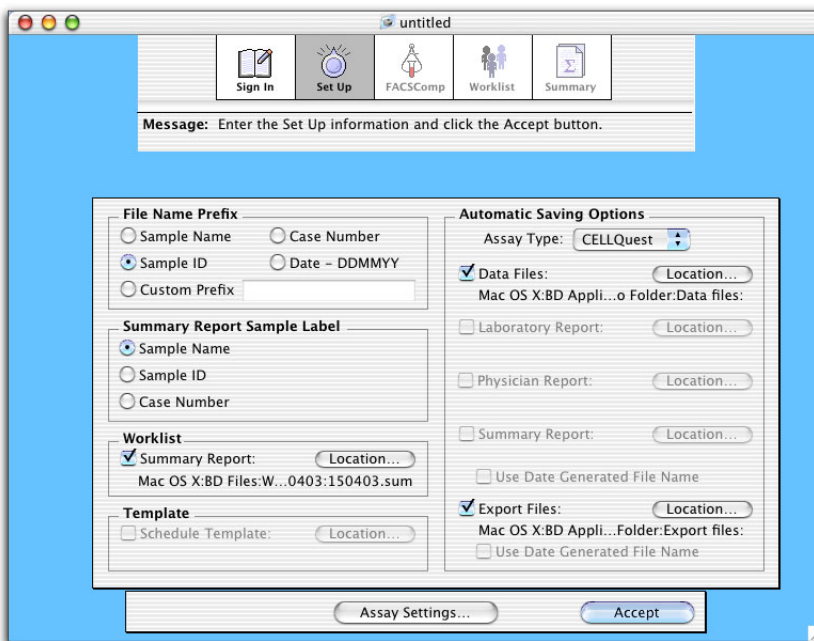 untitled
Sign In
Set Up
FACSComp
Worklist
Summary
Message: Enter the Set Up information and click the Accept button.
File Name Prefix
Sample Name
Case Number
Sample ID
Date – DDMMYY
Custom Prefix
Summary Report Sample Label
Sample Name
Sample ID
Case Number
Worklist
Summary Report:
Location...
Mac OS X:BD Files:W...0403:150403.sum
Template
Schedule Template:
Location...
Automatic Saving Options
Assay Type: CELLQuest
Data Files:
Location...
Mac OS X:BD Appli...o Folder:Data files:
Laboratory Report:
Location...
Physician Report:
Location...
Summary Report:
Location...
Use Date Generated File Name
Export Files:
Location...
Mac OS X:BD Appli...Folder:Export files:
Use Date Generated File Name
Assay Settings...
Accept